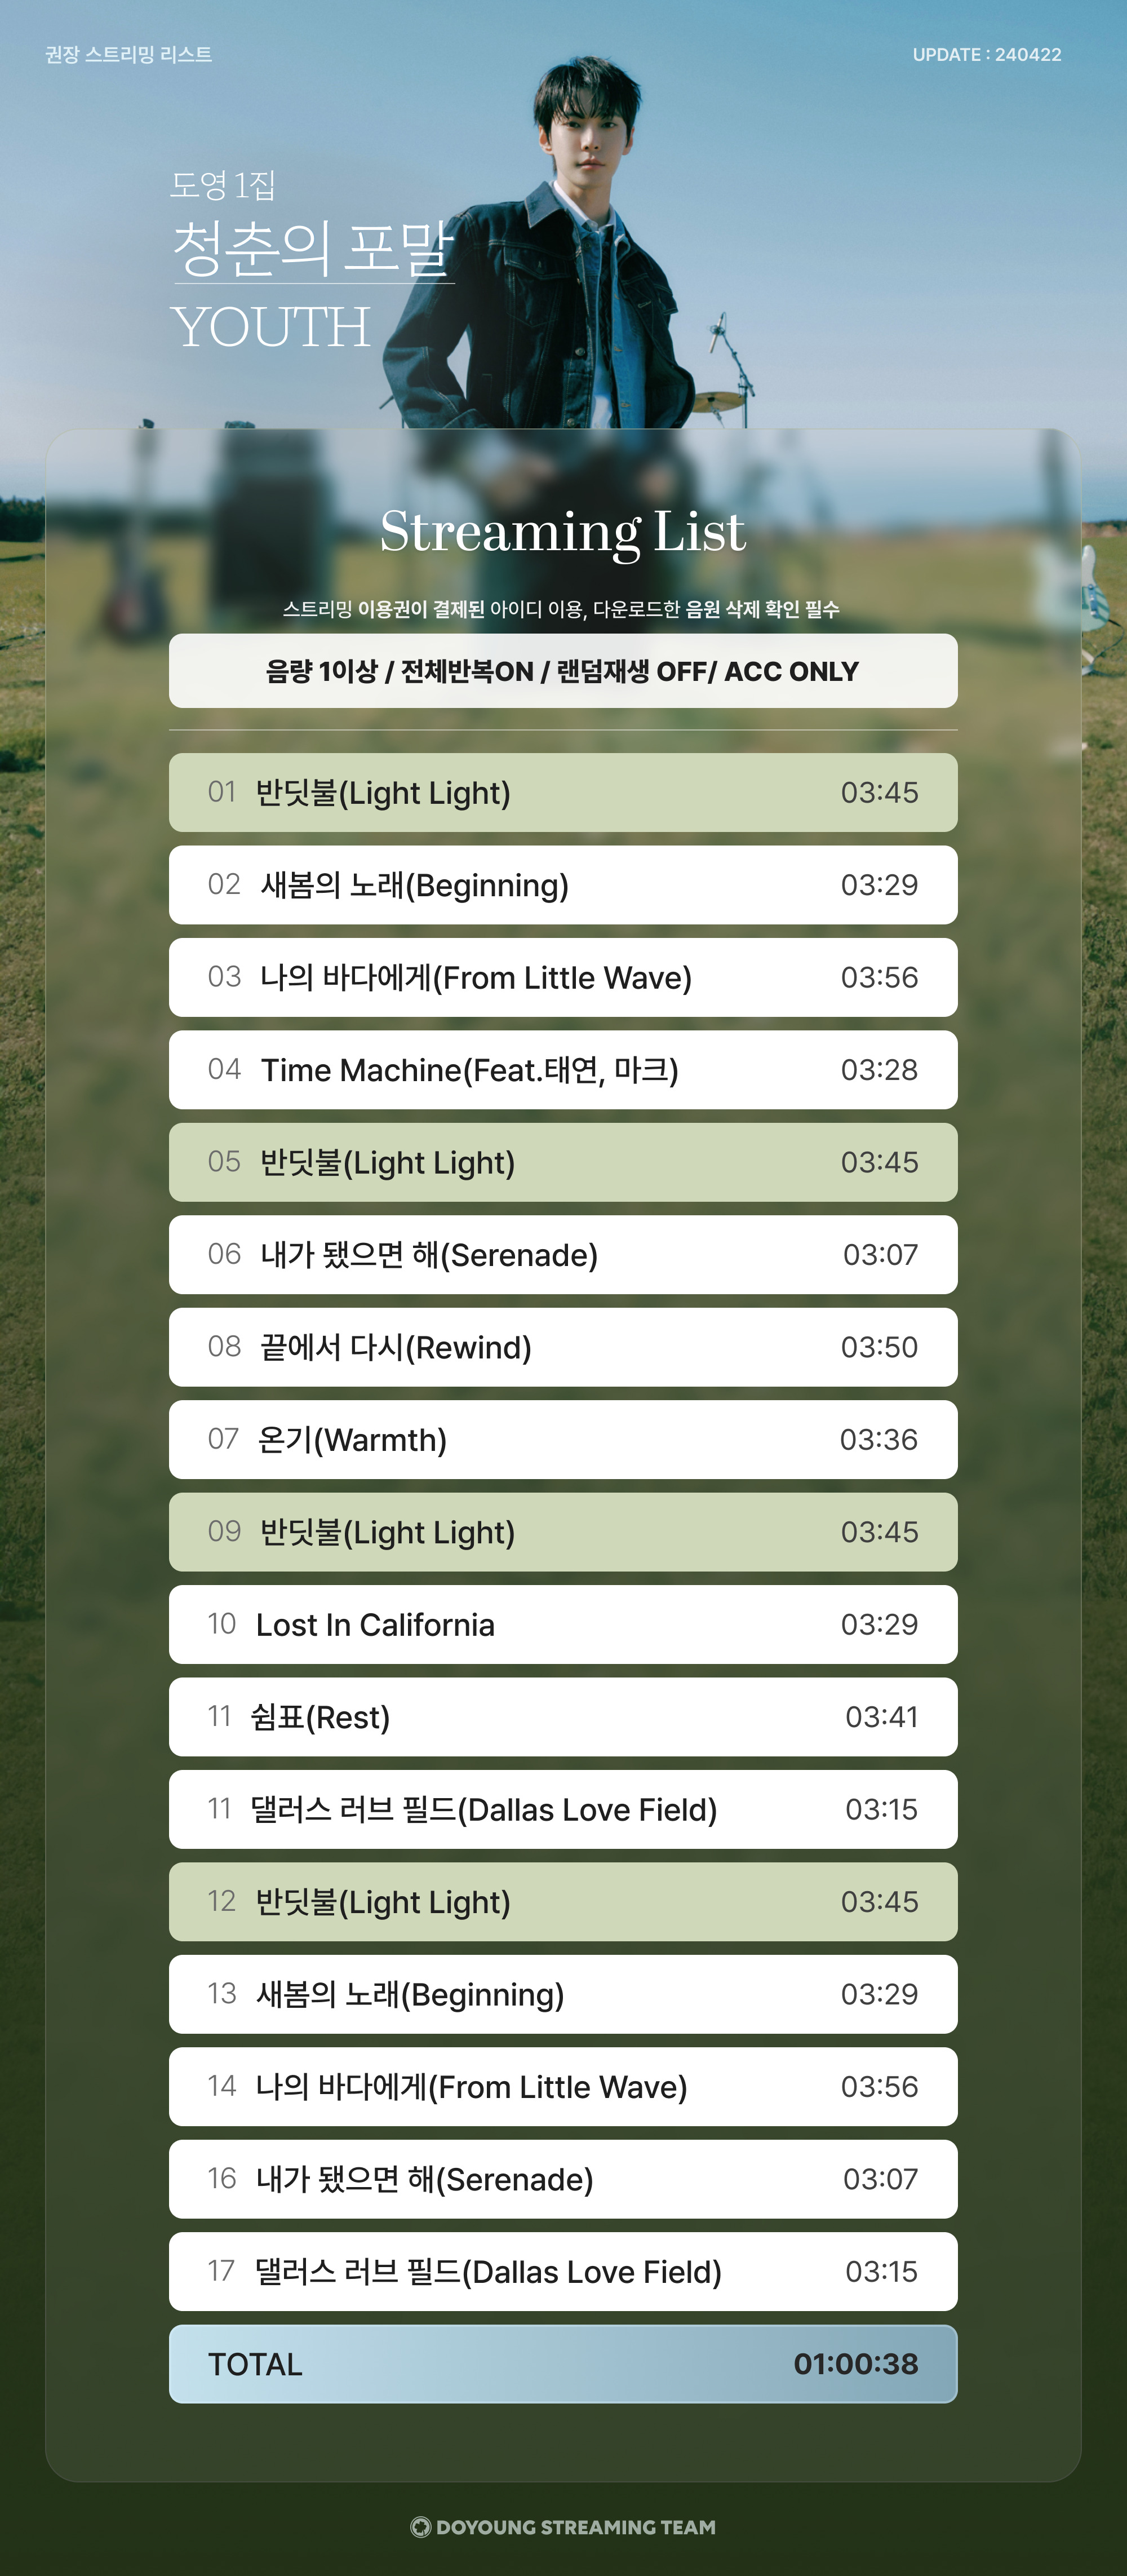 권장 스트리밍 리스트
UPDATE : 240422
도영 1집
청춘의 포말
YOUTH
Streaming List
스트리밍 이용권이 결제된 아이디 이용, 다운로드한 음원 삭제 확인 필수
음량 1이상 / 전체반복ON / 랜덤재생 OFF/ ACC ONLY
01 반딧불(Light Light) 03:45
02 새봄의 노래(Beginning) 03:29
03 나의 바다에게(From Little Wave) 03:56
04 Time Machine(Feat.태연, 마크) 03:28
05 반딧불(Light Light) 03:45
06 내가 됐으면 해(Serenade) 03:07
08 끝에서 다시(Rewind) 03:50
07 온기(Warmth) 03:36
09 반딧불(Light Light) 03:45
10 Lost In California 03:29
11 쉼표(Rest) 03:41
11 댈러스 러브 필드(Dallas Love Field) 03:15
12 반딧불(Light Light) 03:45
13 새봄의 노래(Beginning) 03:29
14 나의 바다에게(From Little Wave) 03:56
16 내가 됐으면 해(Serenade) 03:07
17 댈러스 러브 필드(Dallas Love Field) 03:15
TOTAL 01:00:38
DOYOUNG STREAMING TEAM